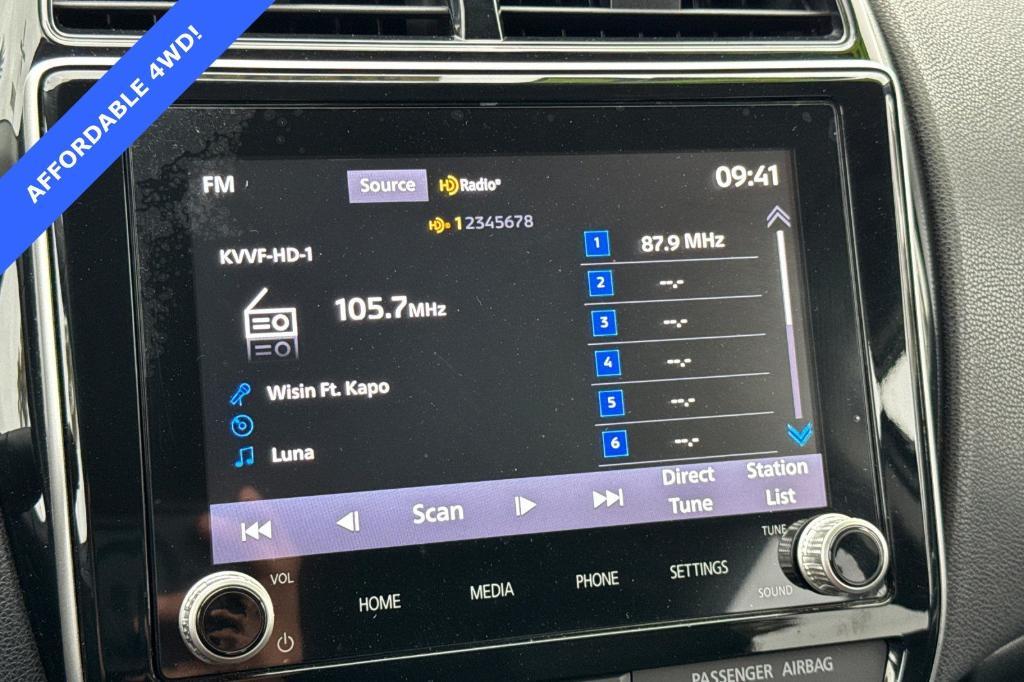 AFFORDABLE 4WD!
FM
Source
HD Radio®
09:41
HD 12345678
KVVF-HD-1
105.7MHz
Wisin Ft. Kapo
Luna
1 87.9 MHz
2 --.-
3 --.-
4 --.-
5 --.-
6 --.-
Scan
Direct
Tune
Station
List
VOL
HOME
MEDIA
PHONE
SETTINGS
TUNE
SOUND
PASSENGER AIRBAG